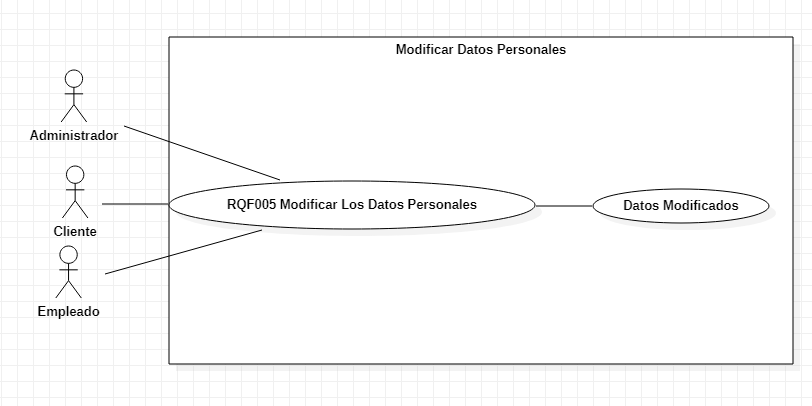 Modificar Datos Personales
Administrador
RQF005 Modificar Los Datos Personales
Datos Modificados
Cliente
Empleado